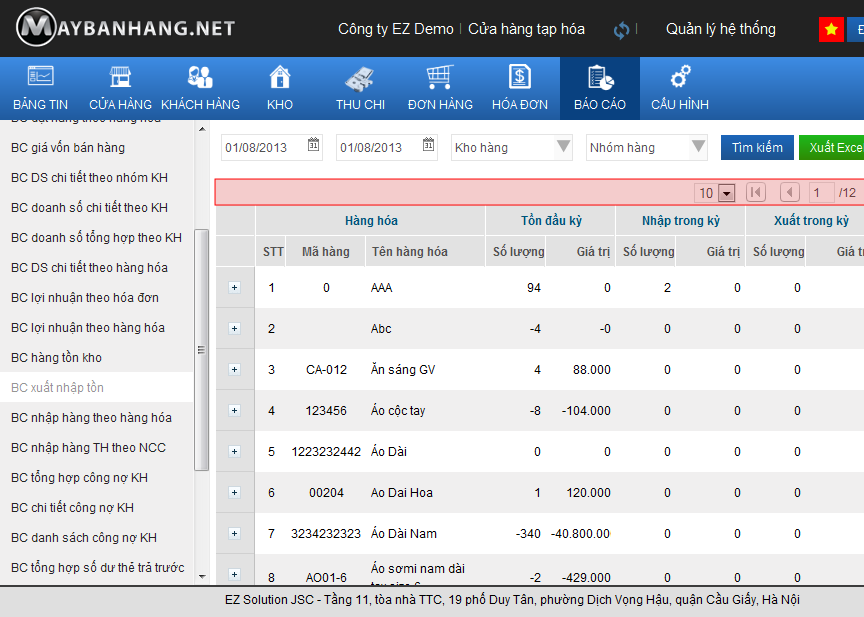 MAYBANHANG.NET
Công ty EZ Demo | Cửa hàng tạp hóa | Quản lý hệ thống
BẢNG TIN CỬA HÀNG KHÁCH HÀNG KHO THU CHI ĐƠN HÀNG HÓA ĐƠN BÁO CÁO CẤU HÌNH
BC đặt hàng theo hàng hóa
BC giá vốn bán hàng
BC DS chi tiết theo nhóm KH
BC doanh số chi tiết theo KH
BC doanh số tổng hợp theo KH
BC DS chi tiết theo hàng hóa
BC lợi nhuận theo hóa đơn
BC lợi nhuận theo hàng hóa
BC hàng tồn kho
BC xuất nhập tồn
BC nhập hàng theo hàng hóa
BC nhập hàng TH theo NCC
BC tổng hợp công nợ KH
BC chi tiết công nợ KH
BC danh sách công nợ KH
BC tổng hợp số dư thẻ trả trước
01/08/2013 01/08/2013 Kho hàng Nhóm hàng Tìm kiếm Xuất Exce
10 1 /12
Hàng hóa Tồn đầu kỳ Nhập trong kỳ Xuất trong kỳ
STT Mã hàng Tên hàng hóa Số lượng Giá trị Số lượng Giá trị Số lượng Giá
1 0 AAA 94 0 2 0 0
2 Abc -4 -0 0 0 0
3 CA-012 Ăn sáng GV 4 88.000 0 0 0
4 123456 Áo cộc tay -8 -104.000 0 0 0
5 1223232442 Áo Dài 0 0 0 0 0
6 00204 Ao Dai Hoa 1 120.000 0 0 0
7 3234232323 Áo Dài Nam -340 -40.800.00 0 0 0
8 AO01-6 Áo sơmi nam dài -2 -429.000 0 0 0
tay size 6
EZ Solution JSC - Tầng 11, tòa nhà TTC, 19 phố Duy Tân, phường Dịch Vọng Hậu, quận Cầu Giấy, Hà Nội